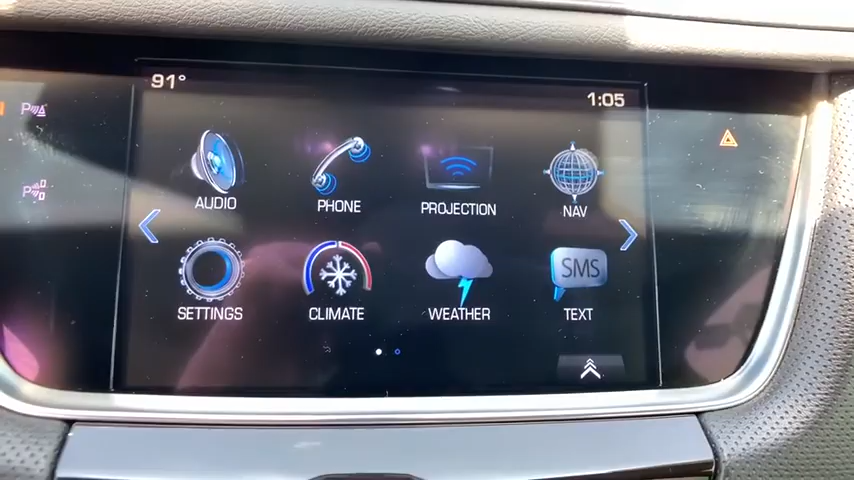 91°
1:05
AUDIO
PHONE
PROJECTION
NAV
SETTINGS
CLIMATE
WEATHER
SMS
TEXT
P
P